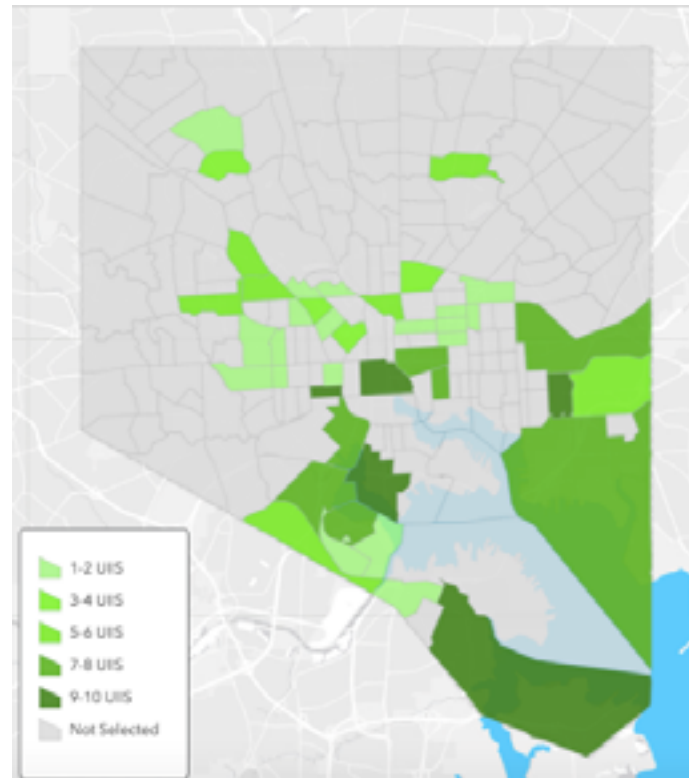 1-2 UIIS
3-4 UIIS
5-6 UIIS
7-8 UIIS
9-10 UIIS
Not Selected